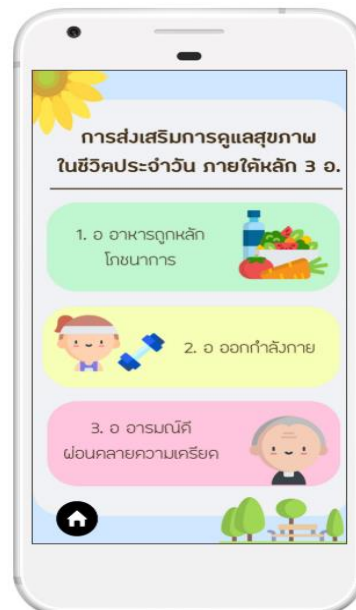 การส่งเสริมการดูแลสุขภาพ
ในชีวิตประจำวัน ภายใต้หลัก 3 อ.
1. อ อาหารถูกหลัก
โภชนาการ
2. อ ออกกำลังกาย
3. อ อารมณ์ดี
ผ่อนคลายความเครียด